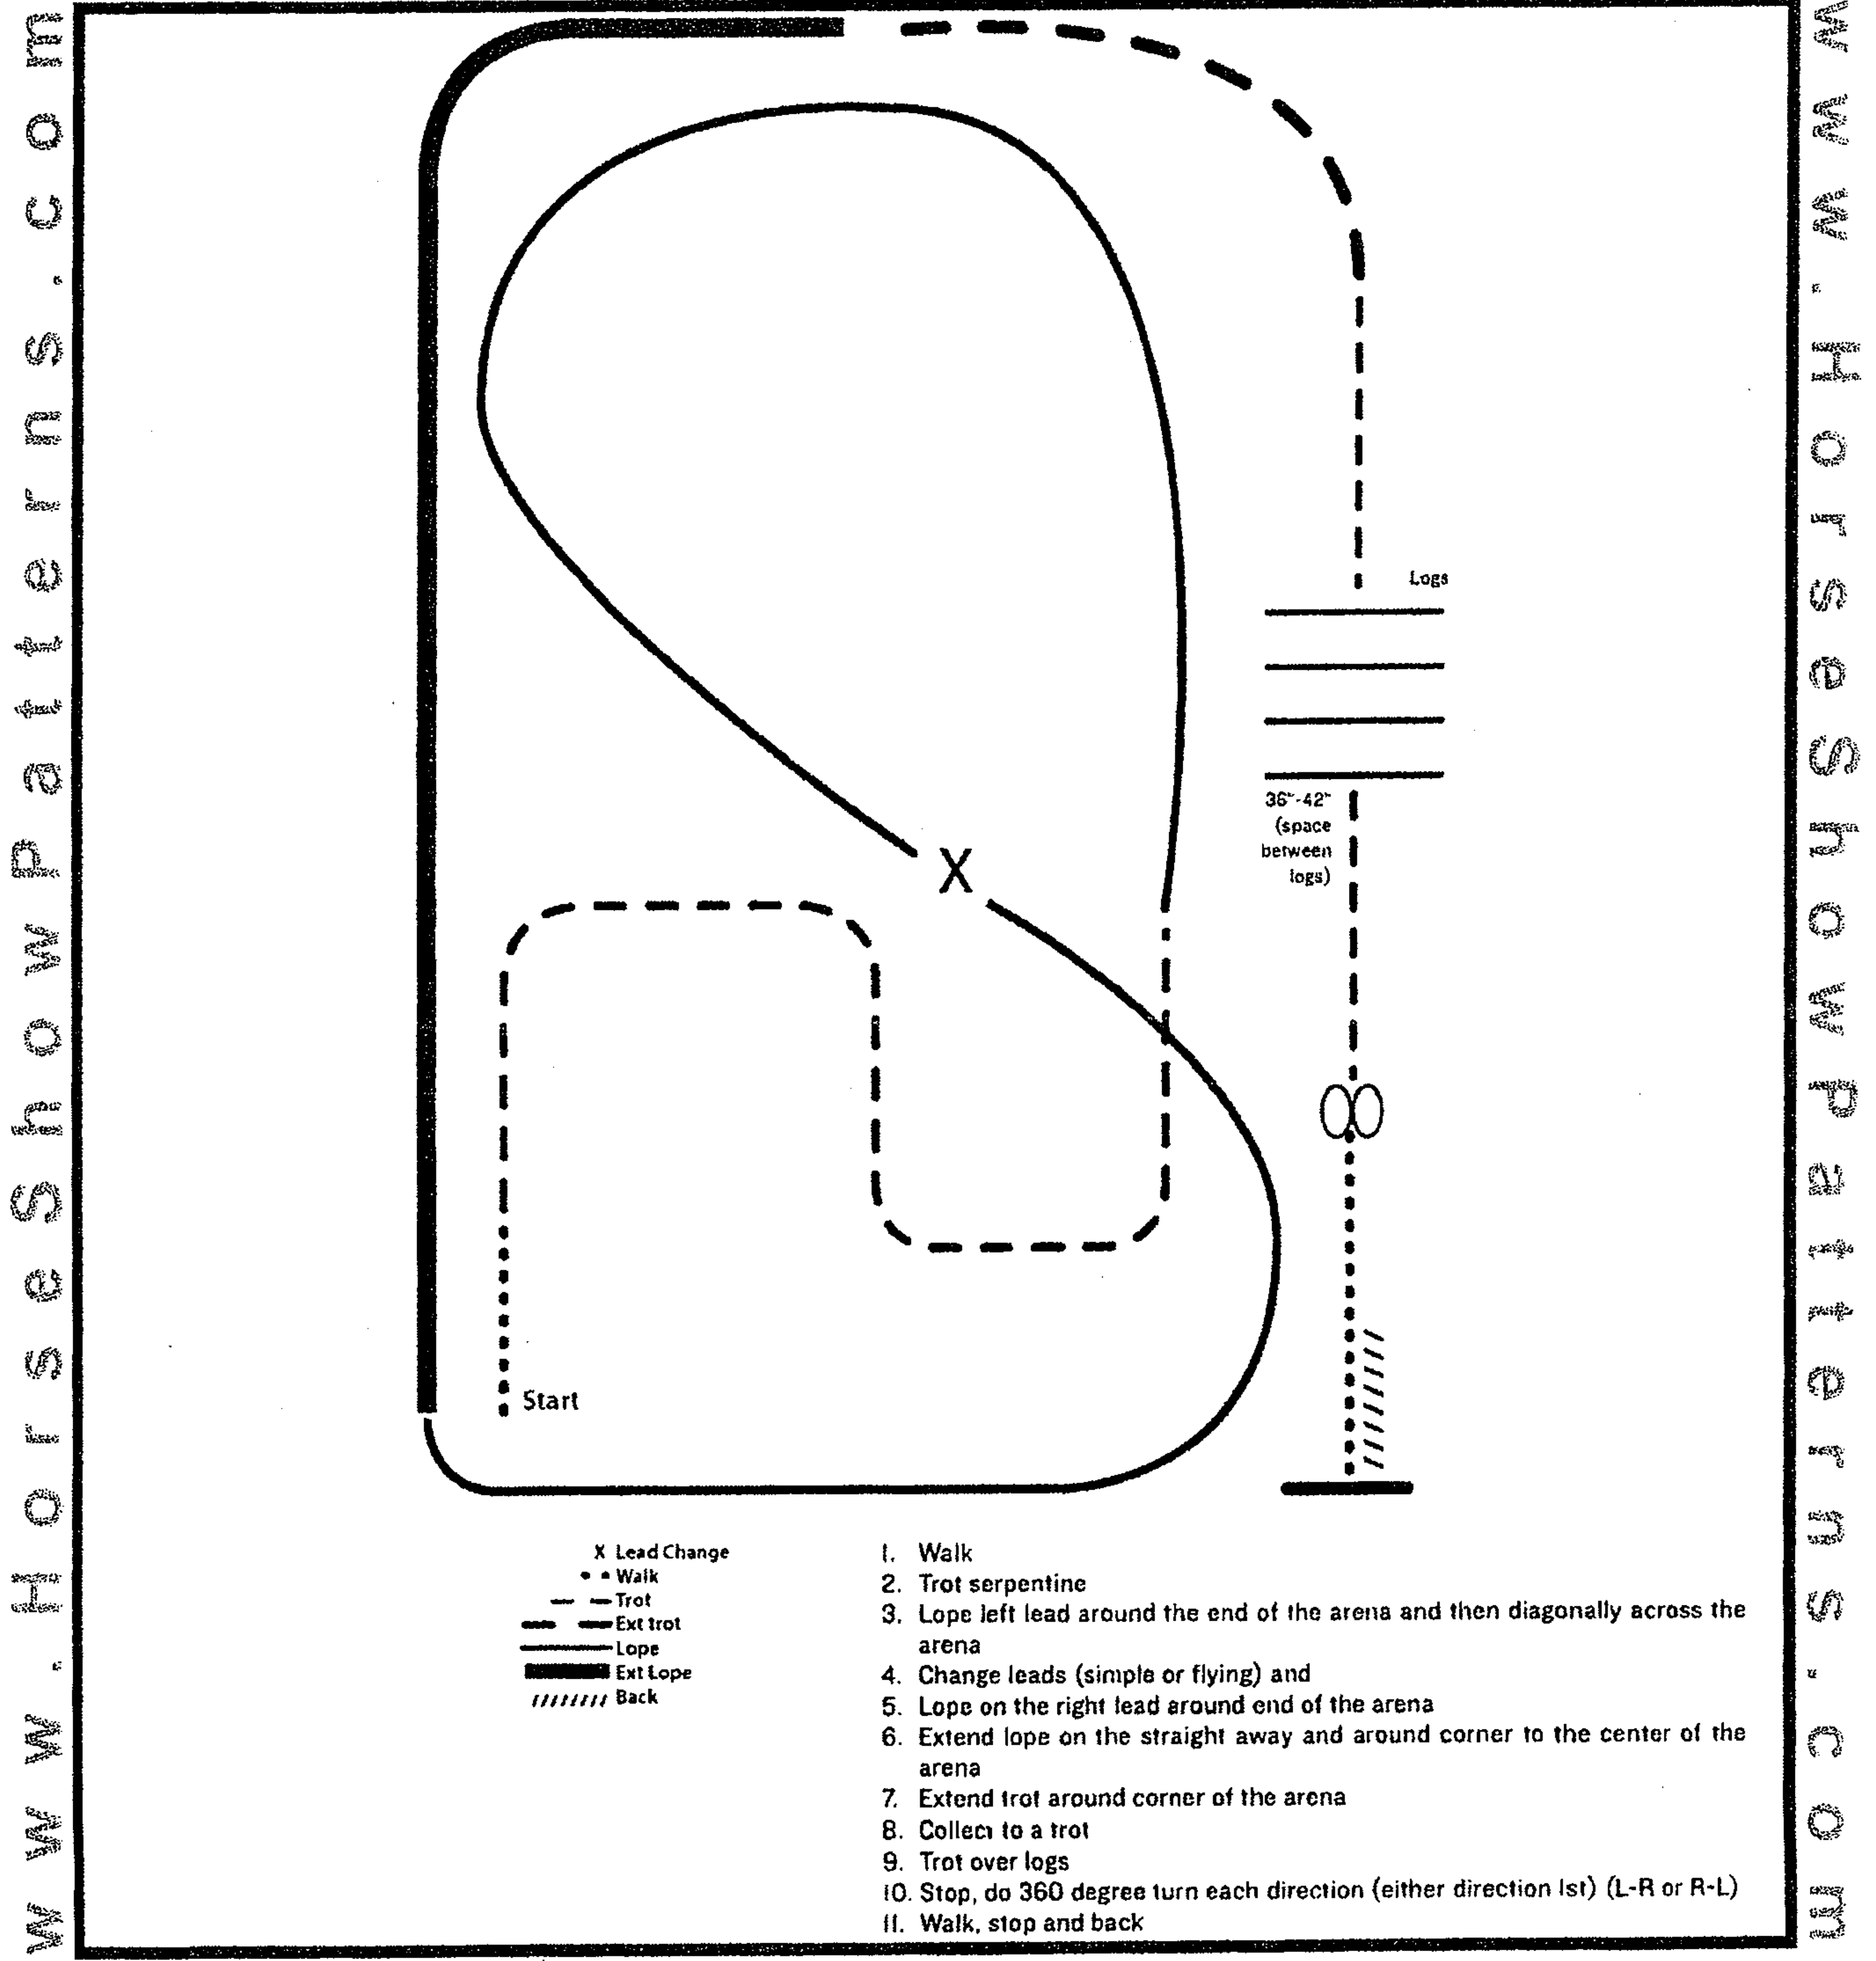 www.HorseShowPatterns.com
www.HorseShowPatterns.com
Logs
36"-42"
(space
between
logs)
X
Start
X Lead Change
Walk
Trot
Ext trot
Lope
Ext Lope
Back
1. Walk
2. Trot serpentine
3. Lope left lead around the end of the arena and then diagonally across the
arena
4. Change leads (simple or flying) and
5. Lope on the right lead around end of the arena
6. Extend lope on the straight away and around corner to the center of the
arena
7. Extend trot around corner of the arena
8. Collect to a trot
9. Trot over logs
10. Stop, do 360 degree turn each direction (either direction 1st) (L-R or R-L)
11. Walk, stop and back